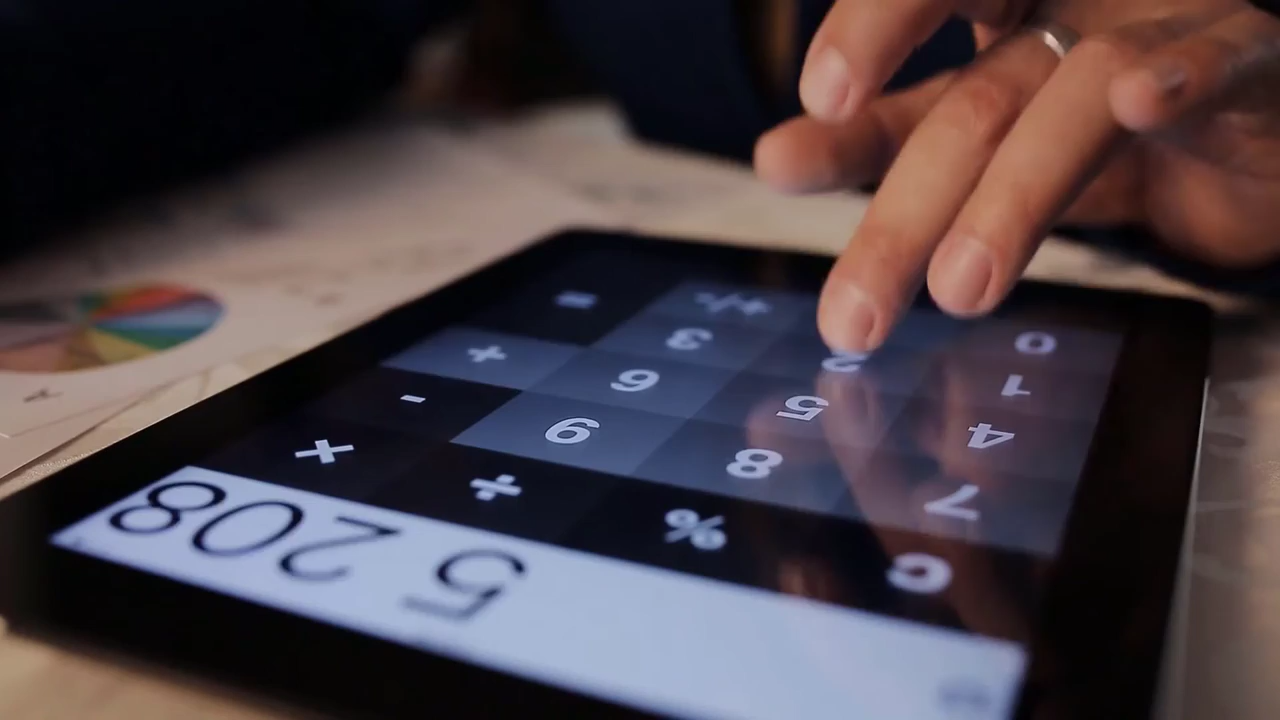 5 208
C % ÷ ×
7 8 9 -
4 5 6 +
1 2 3 =
0 +/-